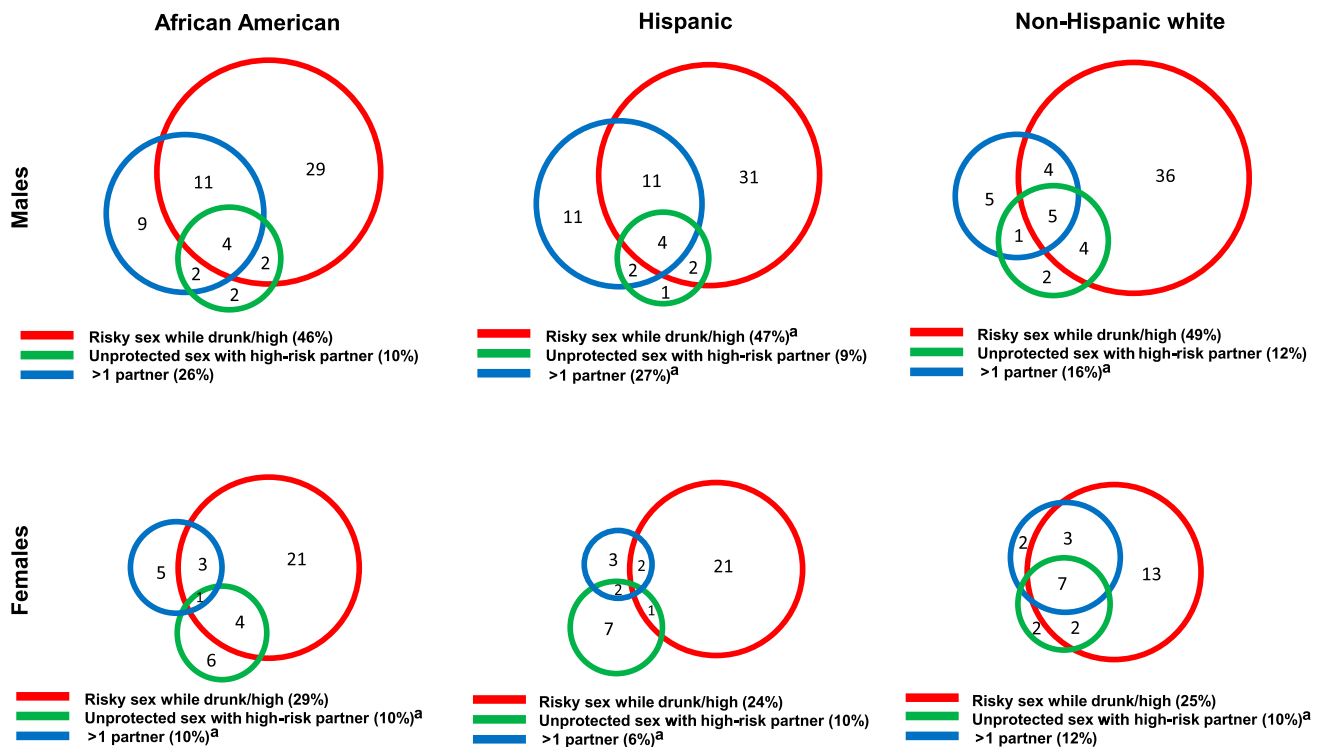 African American
Hispanic
Non-Hispanic white
Males
29
11
9
4
2
2
2
Risky sex while drunk/high (46%)
Unprotected sex with high-risk partner (10%)
>1 partner (26%)
31
11
11
4
2
2
1
Risky sex while drunk/high (47%)a
Unprotected sex with high-risk partner (9%)
>1 partner (27%)a
36
4
5
5
1
4
2
Risky sex while drunk/high (49%)
Unprotected sex with high-risk partner (12%)
>1 partner (16%)a
Females
21
5
3
1
4
6
Risky sex while drunk/high (29%)
Unprotected sex with high-risk partner (10%)a
>1 partner (10%)a
3
2
21
2
1
7
Risky sex while drunk/high (24%)
Unprotected sex with high-risk partner (10%)
>1 partner (6%)a
2
3
7
13
2
2
Risky sex while drunk/high (25%)
Unprotected sex with high-risk partner (10%)a
>1 partner (12%)